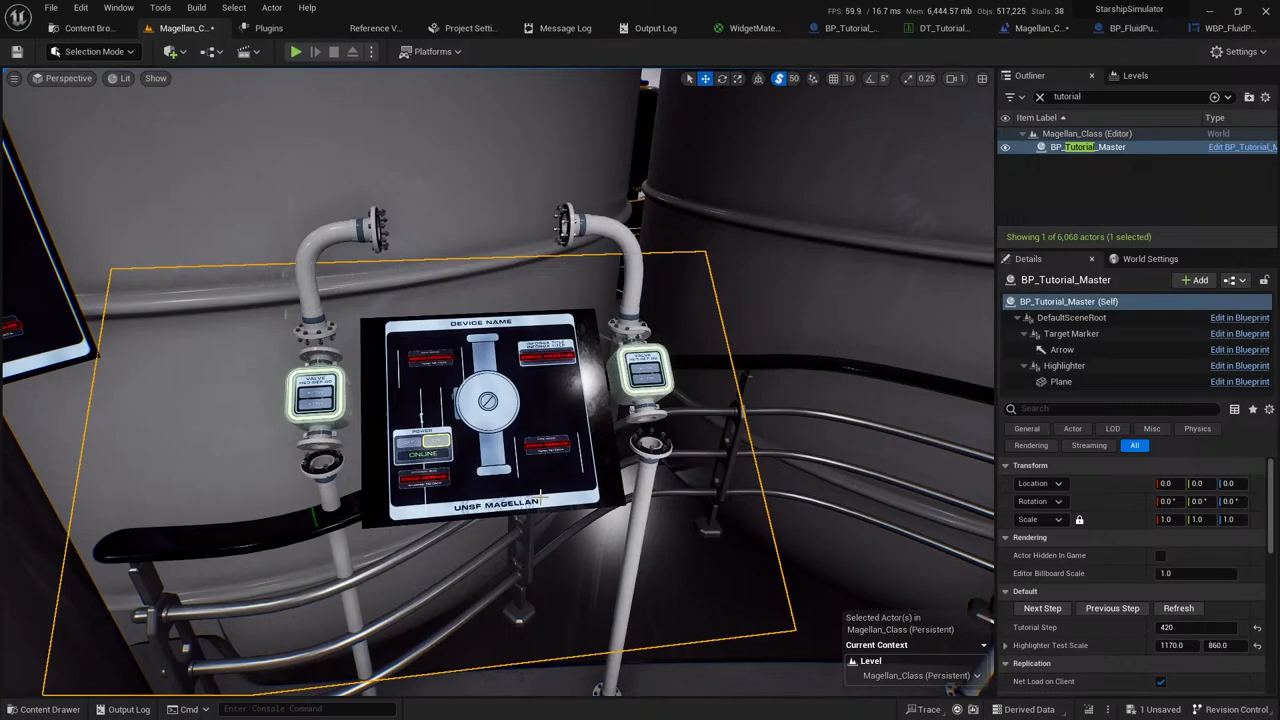 File Edit Window Tools Build Select Actor Help
FPS: 59.9 / 16.7 ms | Mem: 6,444.57 mb | Objs: 517,225 | Stalls: 38
StarshipSimulator
Content Bro...
Magellan_C...•
Plugins
Reference V...
Project Setti...
Message Log
Output Log
WidgetMate...
BP_Tutorial_...
DT_Tutorial_...
Magellan_C...•
BP_FluidPu...
WBP_FluidP...
Selection Mode
Platforms
Settings
Perspective
Lit
Show
50
10
5°
0.25
1
Outliner
Levels
tutorial
Item Label
Type
Magellan_Class (Editor)
World
BP_Tutorial_Master
Edit BP_Tutorial_M
Showing 1 of 6,068 actors (1 selected)
Details
World Settings
BP_Tutorial_Master
Add
BP_Tutorial_Master (Self)
DefaultSceneRoot
Edit in Blueprint
Target Marker
Edit in Blueprint
Arrow
Edit in Blueprint
Highlighter
Edit in Blueprint
Plane
Edit in Blueprint
Search
General
Actor
LOD
Misc
Physics
Rendering
Streaming
All
Transform
Location
0.0 0.0 0.0
Rotation
0.0° 0.0° 0.0°
Scale
1.0 1.0 1.0
Rendering
Actor Hidden In Game
Editor Billboard Scale
1.0
Default
Next Step
Previous Step
Refresh
Tutorial Step
420
Highlighter Test Scale
1170.0 860.0
Replication
Net Load on Client
DEVICE NAME
VALVE
VALVE
POWER
ONLINE
UNSF MAGELLAN
Selected Actor(s) in
Magellan_Class (Persistent)
Current Context
Level
Magellan_Class (Persistent)
Content Drawer
Output Log
Cmd
Enter Console Command
Trace
Derived Data
1 Unsaved
Revision Control